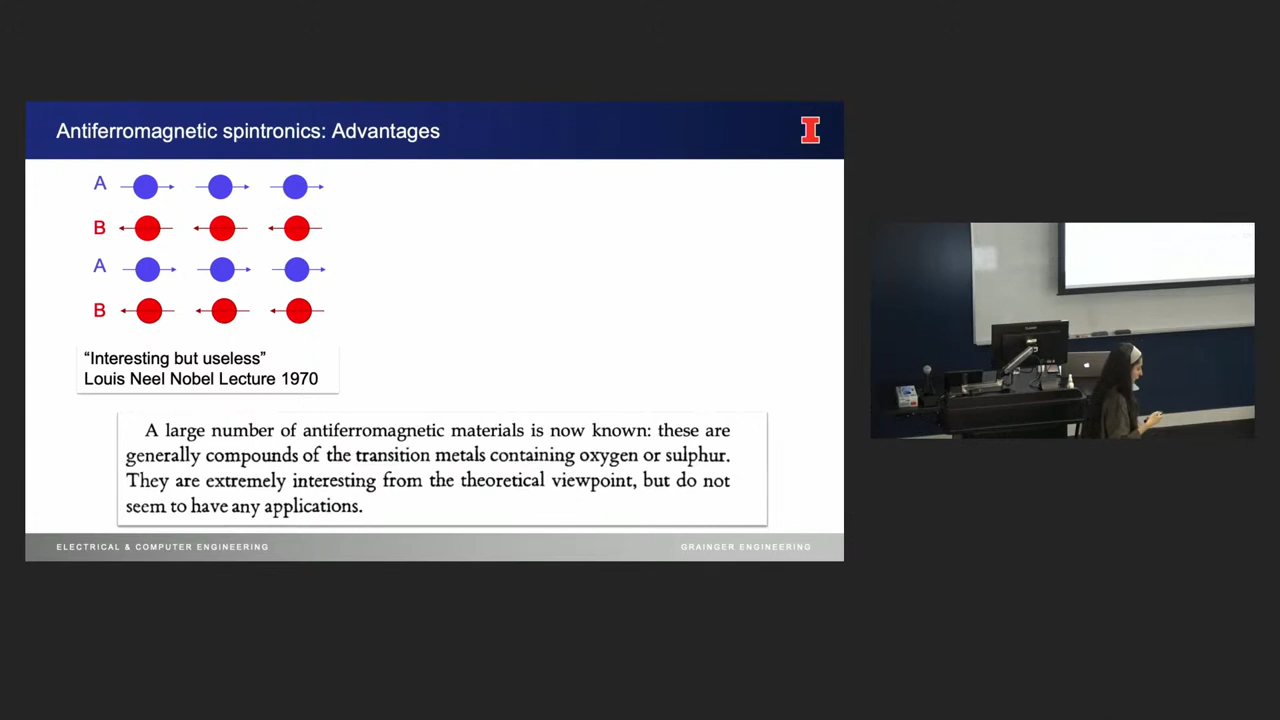 Antiferromagnetic spintronics: Advantages
I
A
B
A
B
“Interesting but useless”
Louis Neel Nobel Lecture 1970
A large number of antiferromagnetic materials is now known: these are
generally compounds of the transition metals containing oxygen or sulphur.
They are extremely interesting from the theoretical viewpoint, but do not
seem to have any applications.
ELECTRICAL & COMPUTER ENGINEERING
GRAINGER ENGINEERING